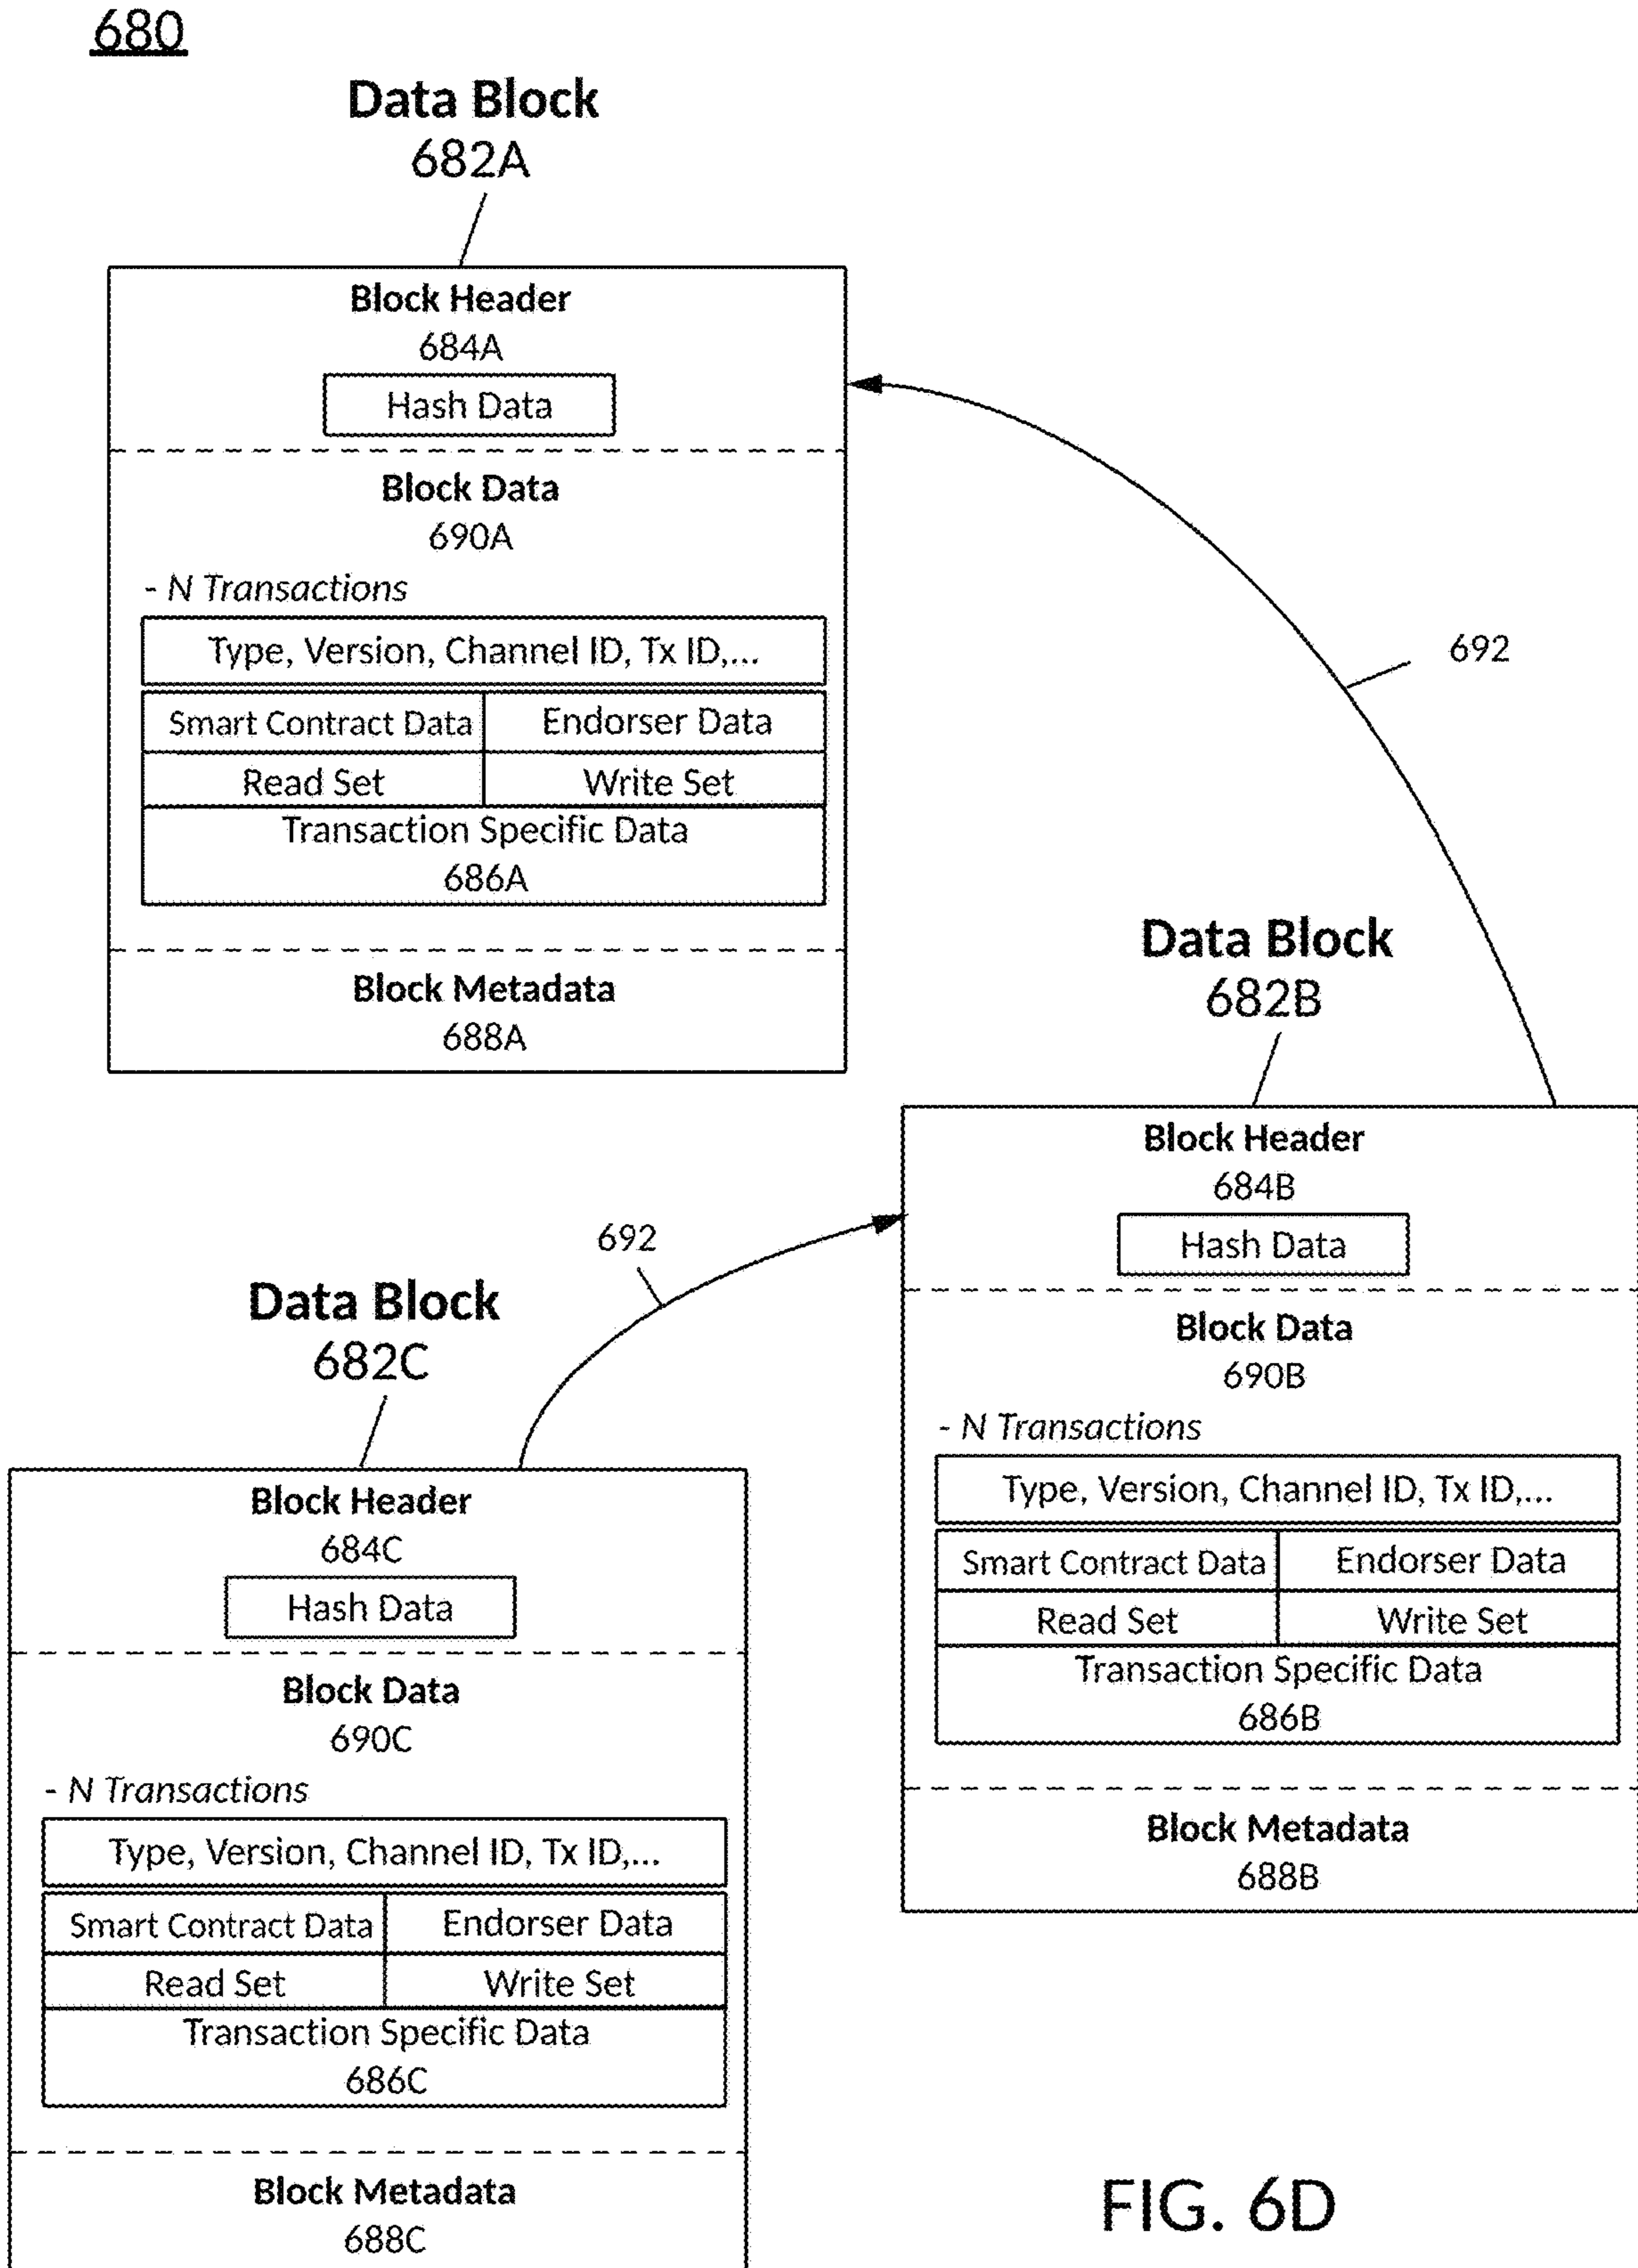 680
Data Block
682A
Block Header
684A
Hash Data
Block Data
690A
- N Transactions
Type, Version, Channel ID, Tx ID,...
Smart Contract Data
Endorser Data
Read Set
Write Set
Transaction Specific Data
686A
Block Metadata
688A
692
Data Block
682B
Block Header
684B
Hash Data
Block Data
690B
- N Transactions
Type, Version, Channel ID, Tx ID,...
Smart Contract Data
Endorser Data
Read Set
Write Set
Transaction Specific Data
686B
Block Metadata
688B
692
Data Block
682C
Block Header
684C
Hash Data
Block Data
690C
- N Transactions
Type, Version, Channel ID, Tx ID,...
Smart Contract Data
Endorser Data
Read Set
Write Set
Transaction Specific Data
686C
Block Metadata
688C
FIG. 6D